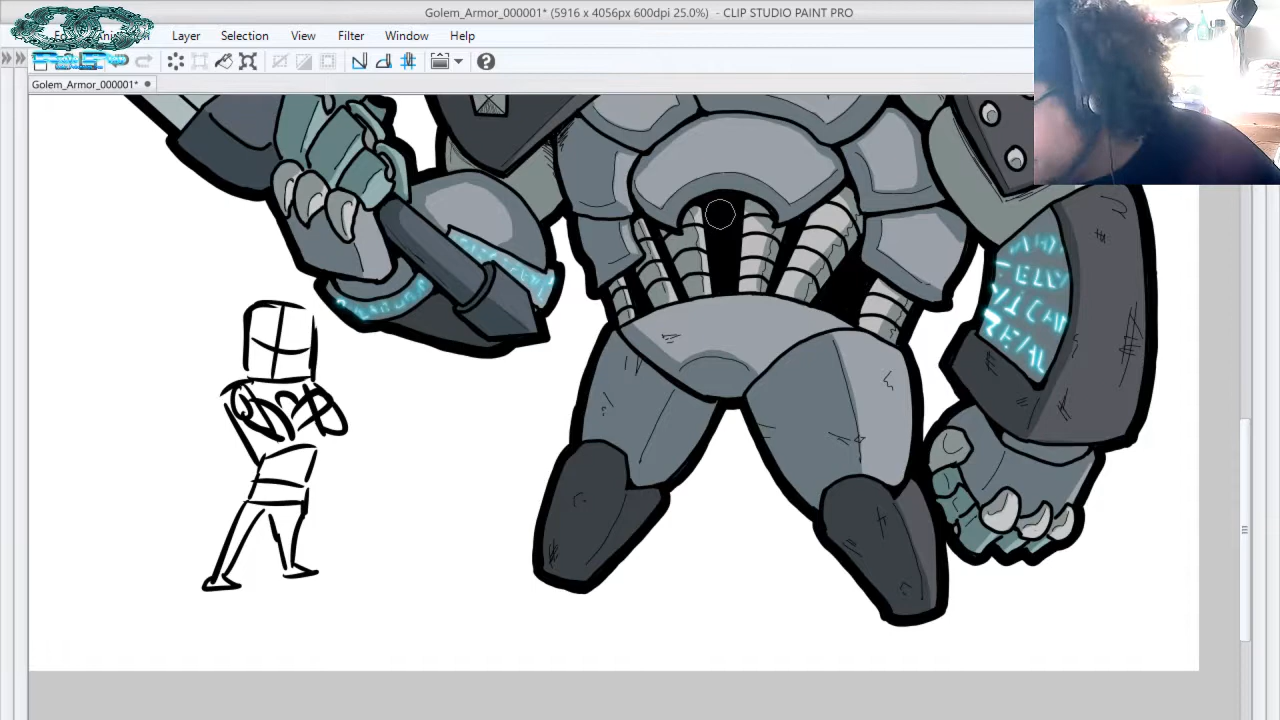 Golem_Armor_000001* (5916 x 4056px 600dpi 25.0%) - CLIP STUDIO PAINT PRO
Layer Selection View Filter Window Help
Golem_Armor_000001*